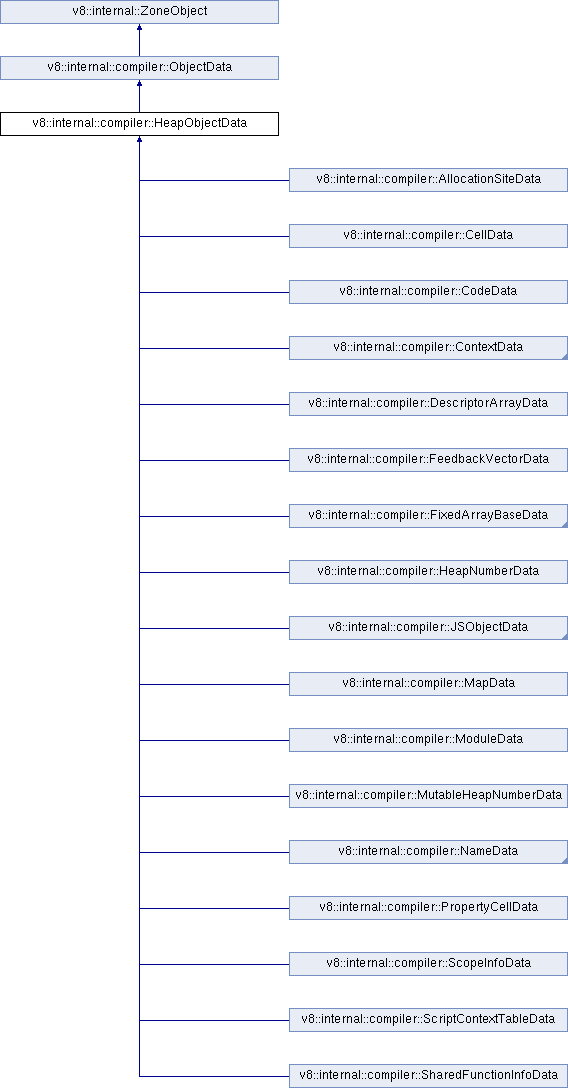 v8::internal::ZoneObject
v8::internal::compiler::ObjectData
v8::internal::compiler::HeapObjectData
v8::internal::compiler::AllocationSiteData
v8::internal::compiler::CellData
v8::internal::compiler::CodeData
v8::internal::compiler::ContextData
v8::internal::compiler::DescriptorArrayData
v8::internal::compiler::FeedbackVectorData
v8::internal::compiler::FixedArrayBaseData
v8::internal::compiler::HeapNumberData
v8::internal::compiler::JSObjectData
v8::internal::compiler::MapData
v8::internal::compiler::ModuleData
v8::internal::compiler::MutableHeapNumberData
v8::internal::compiler::NameData
v8::internal::compiler::PropertyCellData
v8::internal::compiler::ScopeInfoData
v8::internal::compiler::ScriptContextTableData
v8::internal::compiler::SharedFunctionInfoData